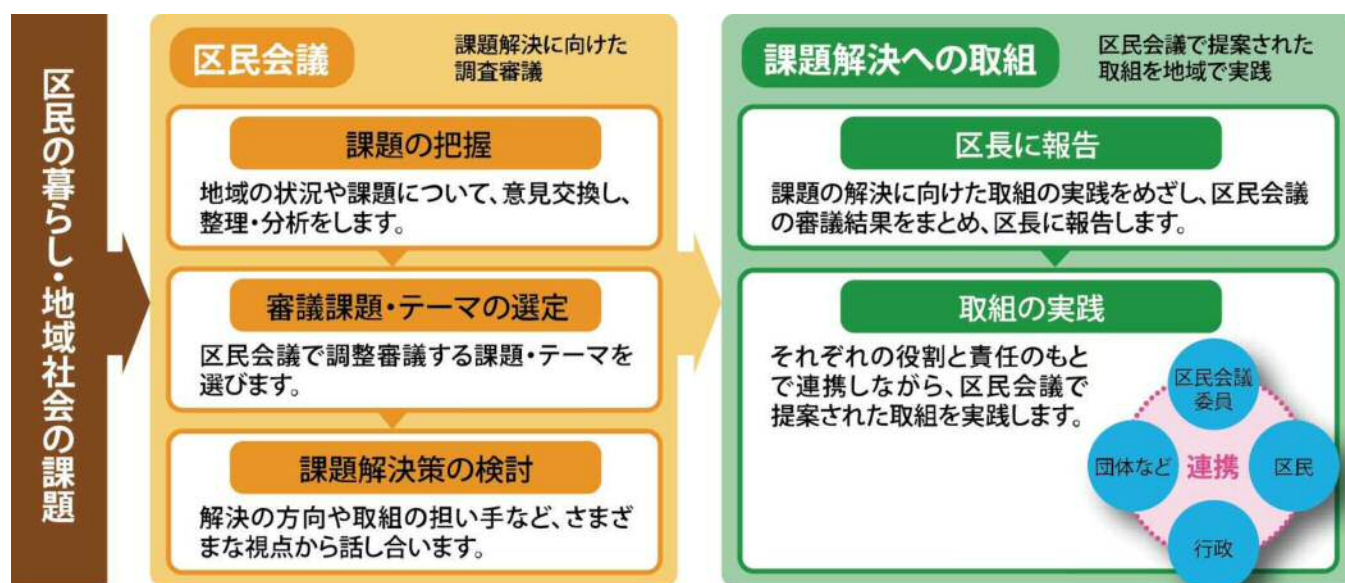 区民の暮らし・地域社会の課題
区民会議
課題解決に向けた
調査審議
課題の把握
地域の状況や課題について、意見交換し、
整理・分析をします。
審議課題・テーマの選定
区民会議で調整審議する課題・テーマを
選びます。
課題解決策の検討
解決の方向や取組の担い手など、さまざ
まな視点から話し合います。
課題解決への取組
区民会議で提案された
取組を地域で実践
区長に報告
課題の解決に向けた取組の実践をめざし、区民会議
の審議結果をまとめ、区長に報告します。
取組の実践
それぞれの役割と責任のもと
で連携しながら、区民会議で
提案された取組を実践します。
区民会議
委員
団体など
連携
区民
行政